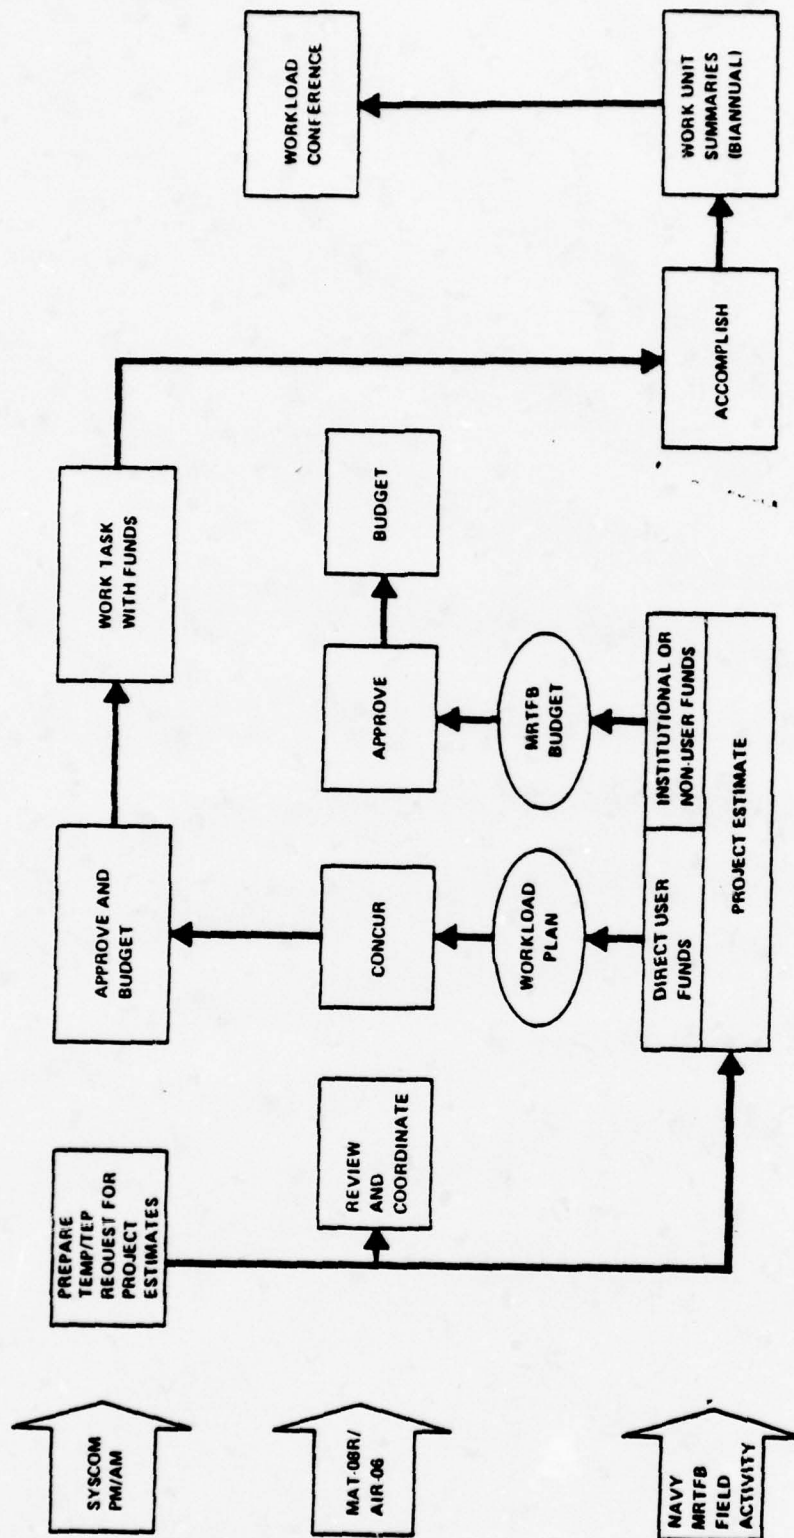 SYSCOM
PM/AM
PREPARE
TEMP/TEP
REQUEST FOR
PROJECT
ESTIMATES
APPROVE AND
BUDGET
WORK TASK
WITH FUNDS
MAT-08R/
AIR-06
REVIEW
AND
COORDINATE
CONCUR
APPROVE
BUDGET
WORKLOAD
CONFERENCE
WORKLOAD
PLAN
MRTFB
BUDGET
NAVY
MRTFB
FIELD
ACTIVITY
DIRECT USER
FUNDS
INSTITUTIONAL OR
NON-USER FUNDS
PROJECT ESTIMATE
ACCOMPLISH
WORK UNIT
SUMMARIES
(BIANNUAL)